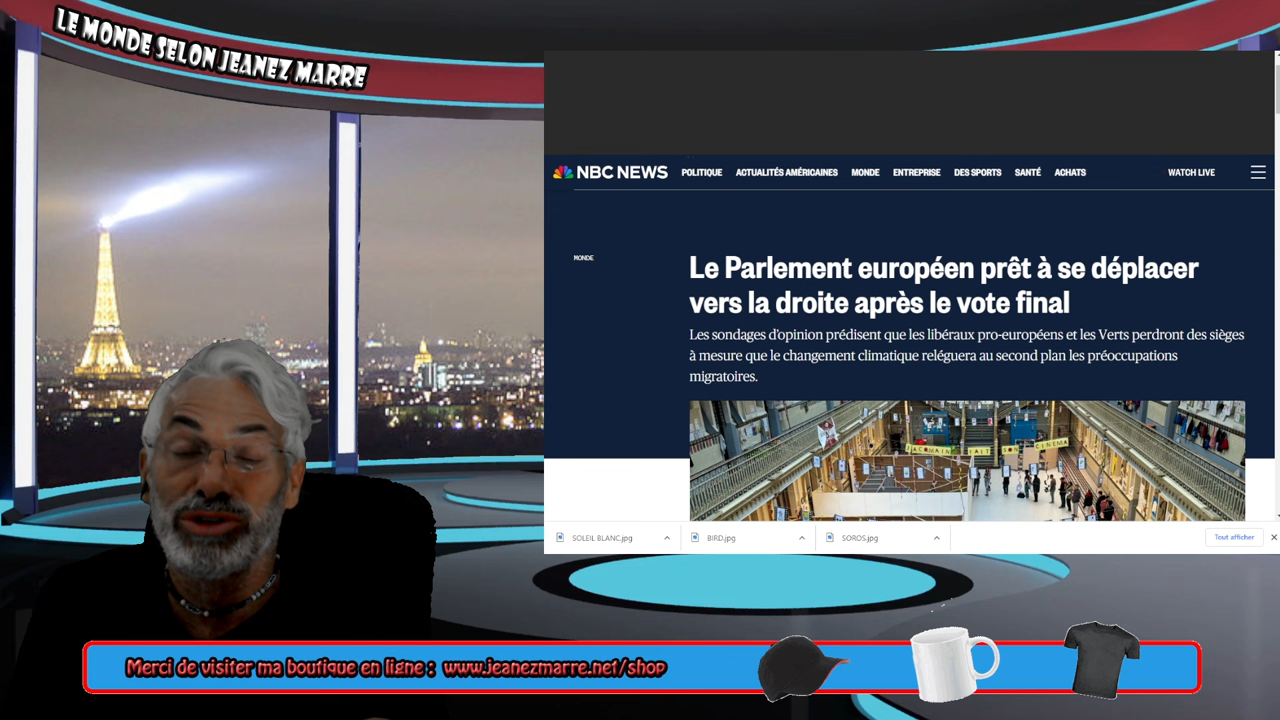 LE MONDE SELON JEANEZ MARRE
NBC NEWS POLITIQUE ACTUALITÉS AMÉRICAINES MONDE ENTREPRISE DES SPORTS SANTÉ ACHATS WATCH LIVE
MONDE
Le Parlement européen prêt à se déplacer
vers la droite après le vote final
Les sondages d'opinion prédisent que les libéraux pro-européens et les Verts perdront des sièges
à mesure que le changement climatique reléguera au second plan les préoccupations
migratoires.
FAIT SON CINEMA
SOLEIL BLANC.jpg BIRD.jpg SOROS.jpg Tout afficher
Merci de visiter ma boutique en ligne : www.jeanezmarre.net/shop